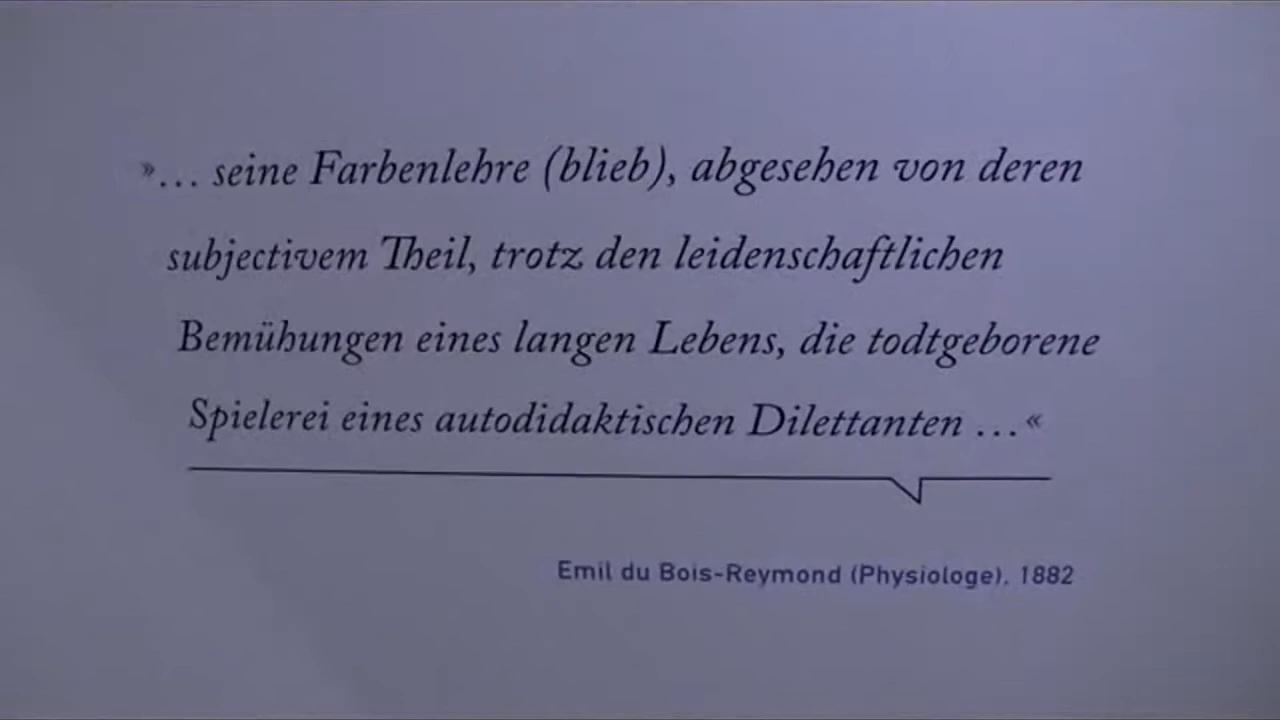 »... seine Farbenlehre (blieb), abgesehen von deren
subjectivem Theil, trotz den leidenschaftlichen
Bemühungen eines langen Lebens, die todtgeborene
Spielerei eines autodidaktischen Dilettanten ...«
Emil du Bois-Reymond (Physiologe), 1882